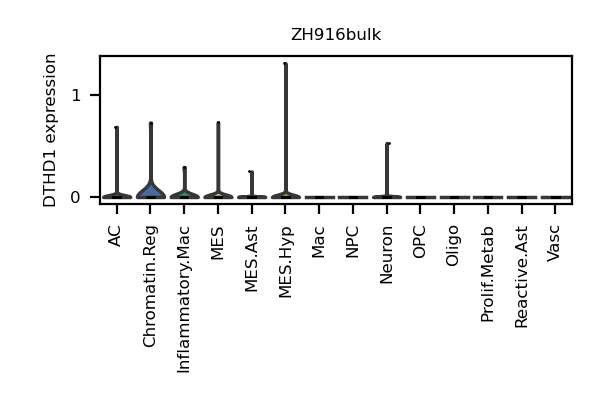 ZH916bulk
DTHD1 expression
1
0
AC
Chromatin.Reg
Inflammatory.Mac
MES
MES.Ast
MES.Hyp
Mac
NPC
Neuron
OPC
Oligo
Prolif.Metab
Reactive.Ast
Vasc